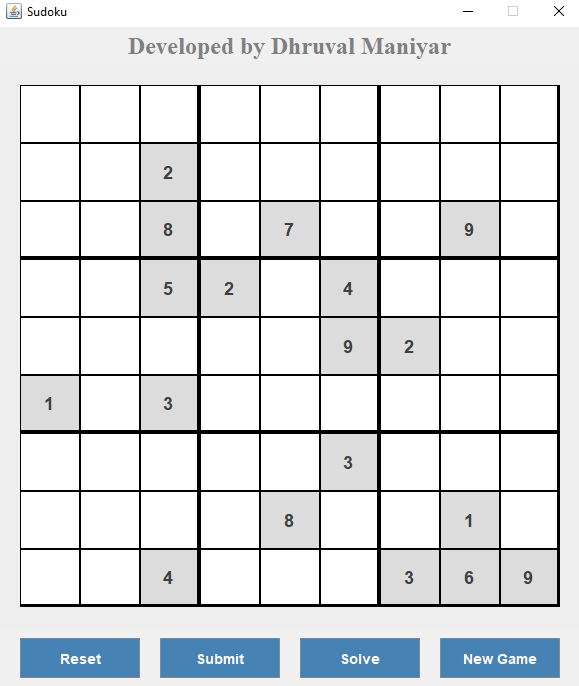 Sudoku
Developed by Dhruval Maniyar
2
8 7 9
5 2 4
9 2
1 3
3
8 1
4 3 6 9
Reset Submit Solve New Game